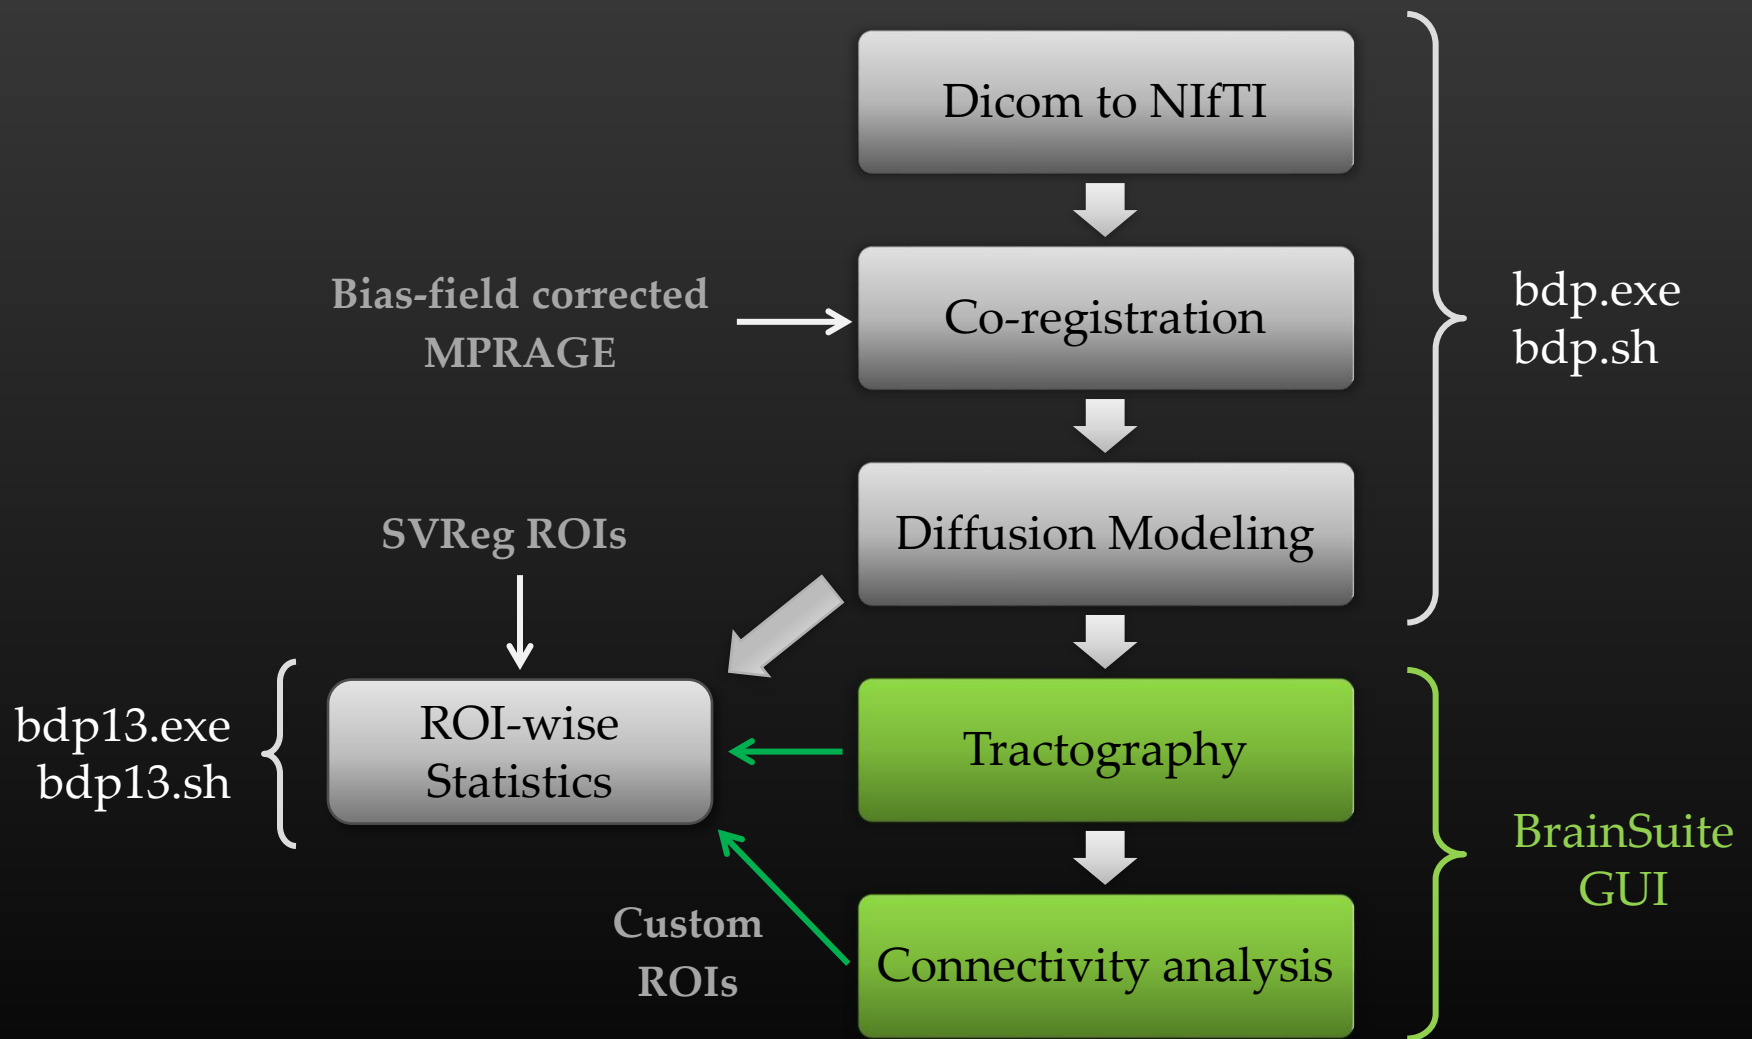 Dicom to NIfTI
Bias-field corrected
MPRAGE
Co-registration
bdp.exe
bdp.sh
Diffusion Modeling
SVReg ROIs
bdp13.exe
bdp13.sh
ROI-wise
Statistics
Tractography
BrainSuite
GUI
Custom
ROIs
Connectivity analysis